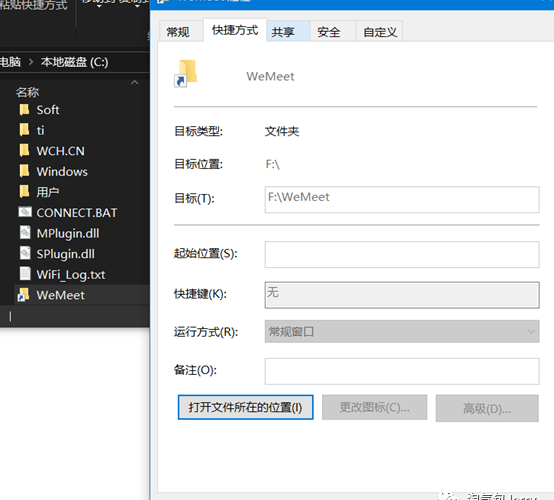 粘贴快捷方式
电脑 > 本地磁盘 (C:)
名称
Soft
ti
WCH.CN
Windows
用户
CONNECT.BAT
MPlugin.dll
SPlugin.dll
WiFi_Log.txt
WeMeet
常规 快捷方式 共享 安全 自定义
WeMeet
目标类型: 文件夹
目标位置: F:\
目标(T): F:\WeMeet
起始位置(S):
快捷键(K): 无
运行方式(R): 常规窗口
备注(O):
打开文件所在的位置(I) 更改图标(C)... 高级(D)...